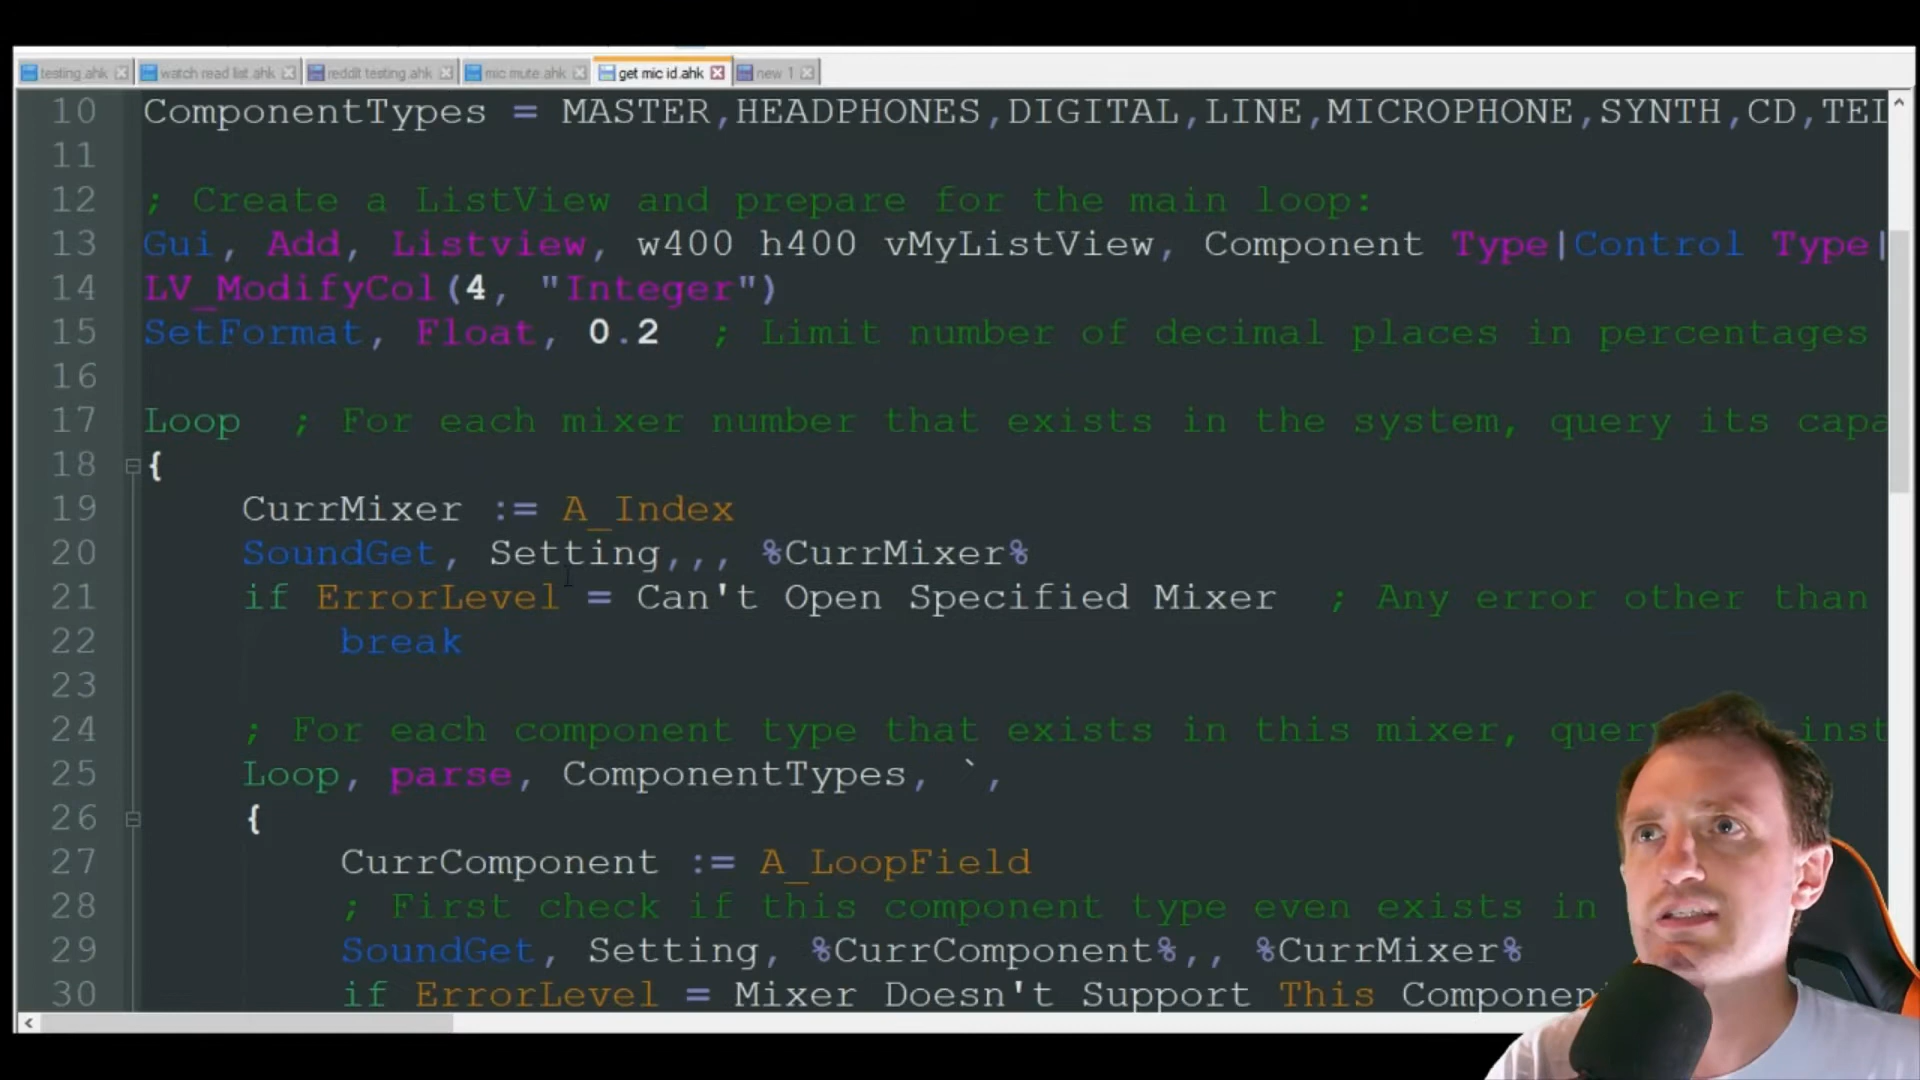 testing.ahk watch read list.ahk reddit testing.ahk mic mute.ahk get mic id.ahk new 1
10 ComponentTypes = MASTER,HEADPHONES,DIGITAL,LINE,MICROPHONE,SYNTH,CD,TEL
11
12 ; Create a ListView and prepare for the main loop:
13 Gui, Add, Listview, w400 h400 vMyListView, Component Type|Control Type|
14 LV_ModifyCol(4, "Integer")
15 SetFormat, Float, 0.2 ; Limit number of decimal places in percentages
16
17 Loop ; For each mixer number that exists in the system, query its capa
18 {
19 CurrMixer := A_Index
20 SoundGet, Setting,,, %CurrMixer%
21 if ErrorLevel = Can't Open Specified Mixer ; Any error other than
22 break
23
24 ; For each component type that exists in this mixer, query inst
25 Loop, parse, ComponentTypes, `,
26 {
27 CurrComponent := A_LoopField
28 ; First check if this component type even exists in
29 SoundGet, Setting, %CurrComponent%,, %CurrMixer%
30 if ErrorLevel = Mixer Doesn't Support This Componen